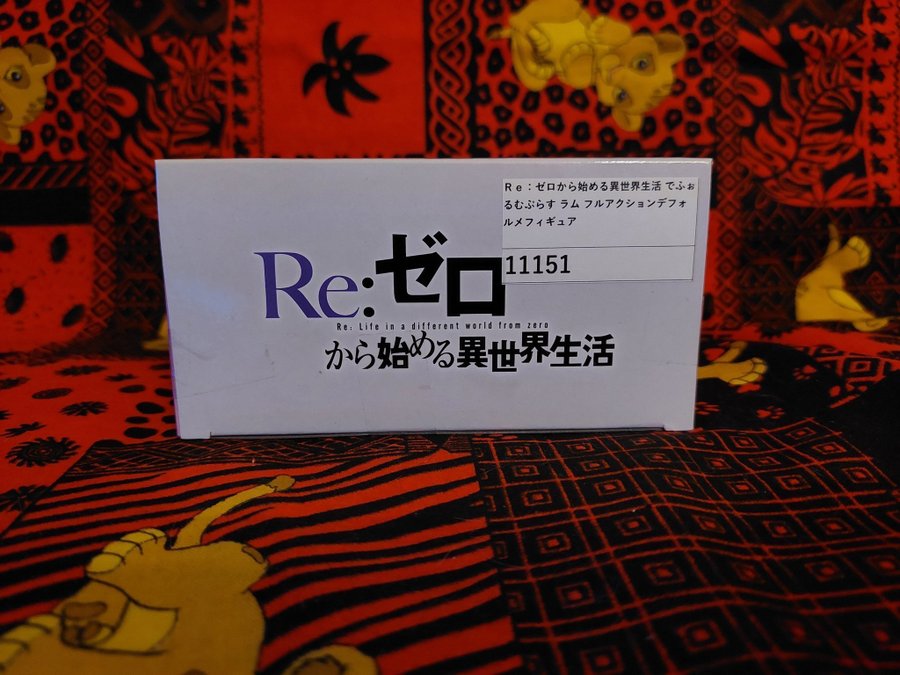 Re:ゼロから始める異世界生活 でふぉ
るむぷらす ラム フルアクションデフォ
ルメフィギュア
11151
Re:ゼロ
Re: Life in a different world from zero
から始める異世界生活